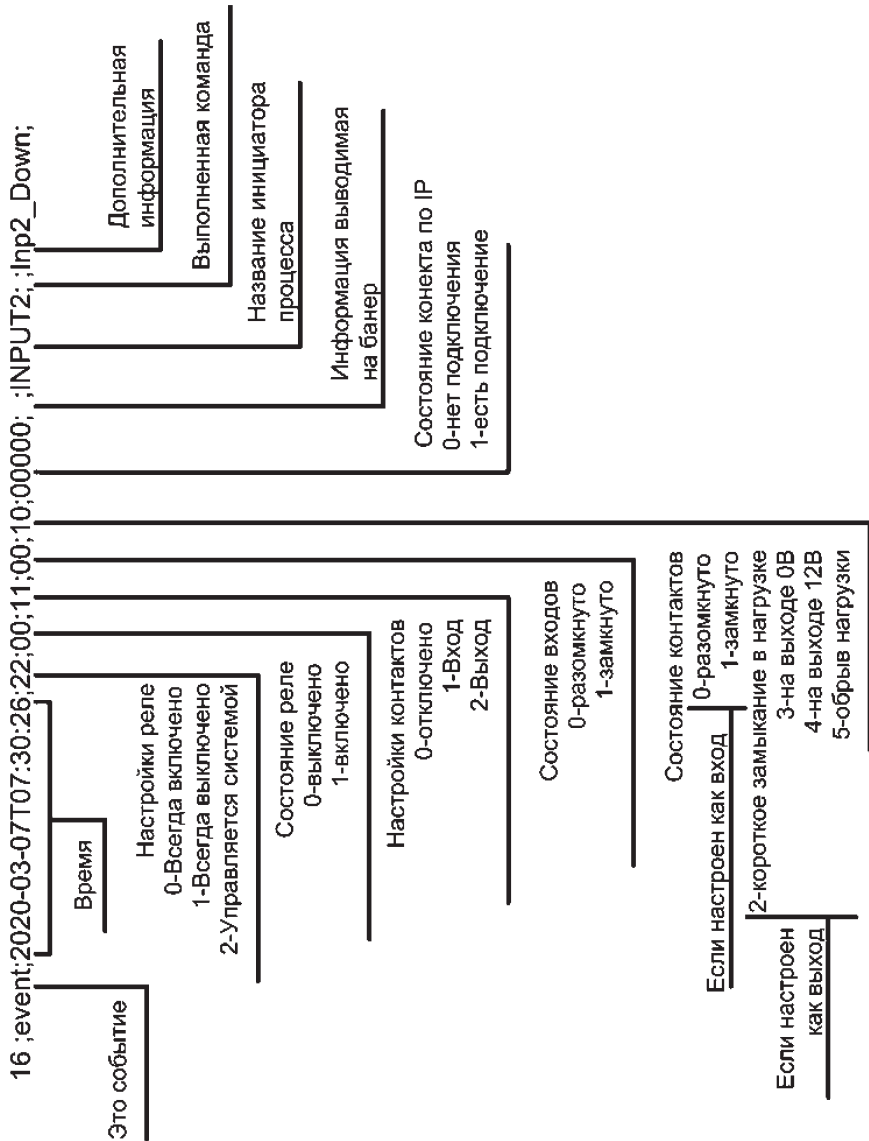 16 ;event;2020-03-07T07:30:26;22;00;11;00;10;00000; ;INPUT2; ;Inp2_Down;
Это событие
Время
Настройки реле
0-Всегда включено
1-Всегда выключено
2-Управляется системой
Состояние реле
0-выключено
1-включено
Настройки контактов
0-отключено
1-Вход
2-Выход
Состояние входов
0-разомкнуто
1-замкнуто
Состояние контактов
Если настроен как вход
0-разомкнуто
1-замкнуто
Если настроен
как выход
2-короткое замыкание в нагрузке
3-на выходе 0В
4-на выходе 12В
5-обрыв нагрузки
Состояние конекта по IP
0-нет подключения
1-есть подключение
Информация выводимая
на банер
Название инициатора
процесса
Выполненная команда
Дополнительная
информация